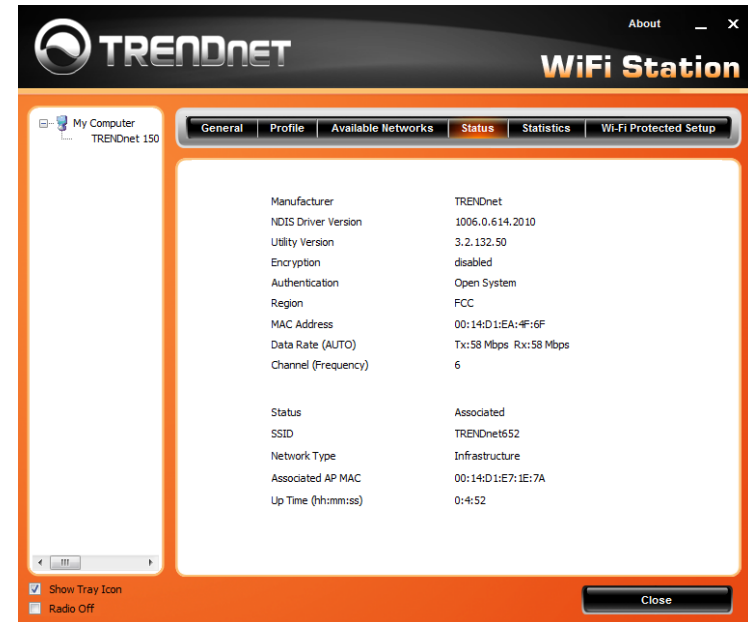 About
TRENDnet
WiFi Station
My Computer
TRENDnet 150
General Profile Available Networks Status Statistics Wi-Fi Protected Setup
Manufacturer TRENDnet
NDIS Driver Version 1006.0.614.2010
Utility Version 3.2.132.50
Encryption disabled
Authentication Open System
Region FCC
MAC Address 00:14:D1:EA:4F:6F
Data Rate (AUTO) Tx:58 Mbps Rx:58 Mbps
Channel (Frequency) 6
Status Associated
SSID TRENDnet652
Network Type Infrastructure
Associated AP MAC 00:14:D1:E7:1E:7A
Up Time (hh:mm:ss) 0:4:52
Show Tray Icon
Radio Off
Close